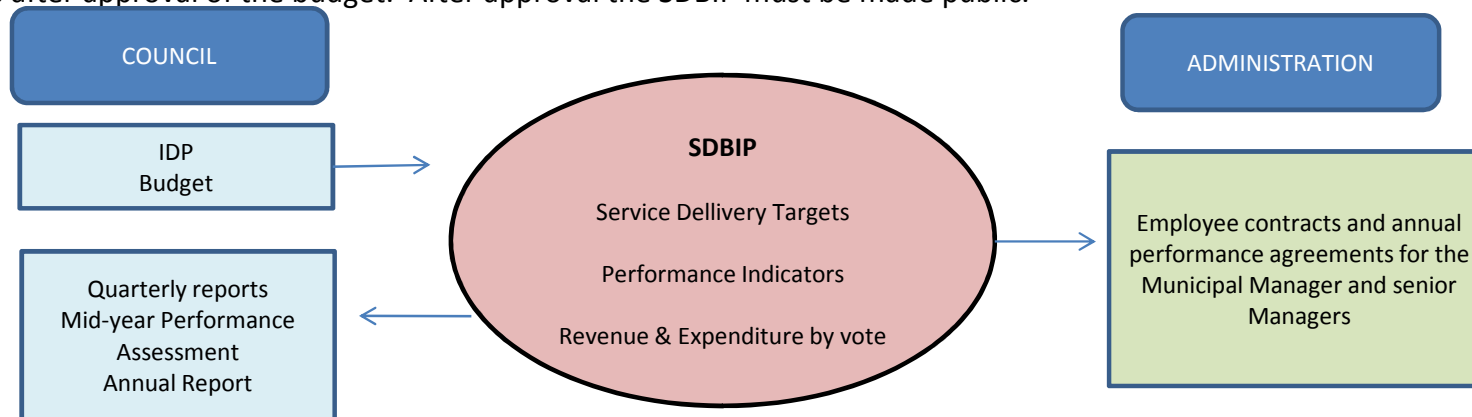 after approval of the budget. After approval the SDBIP must be made public.
COUNCIL
ADMINISTRATION
IDP
Budget
SDBIP
Service Dellivery Targets
Performance Indicators
Revenue & Expenditure by vote
Quarterly reports
Mid-year Performance
Assessment
Annual Report
Employee contracts and annual
performance agreements for the
Municipal Manager and senior
Managers